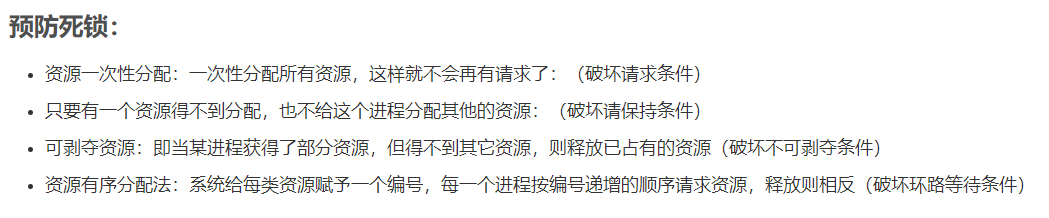 预防死锁：
资源一次性分配：一次性分配所有资源，这样就不会再有请求了：（破坏请求条件）
只要有一个资源得不到分配，也不给这个进程分配其他的资源：（破坏请保持条件）
可剥夺资源：即当某进程获得了部分资源，但得不到其它资源，则释放已占有的资源（破坏不可剥夺条件）
资源有序分配法：系统给每类资源赋予一个编号，每一个进程按编号递增的顺序请求资源，释放则相反（破坏环路等待条件）